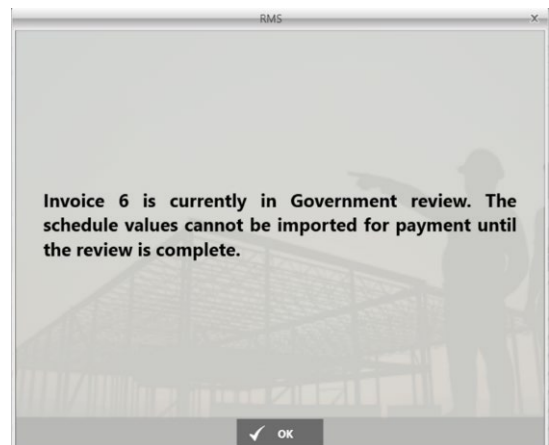 RMS
x
Invoice 6 is currently in Government review. The
schedule values cannot be imported for payment until
the review is complete.
OK